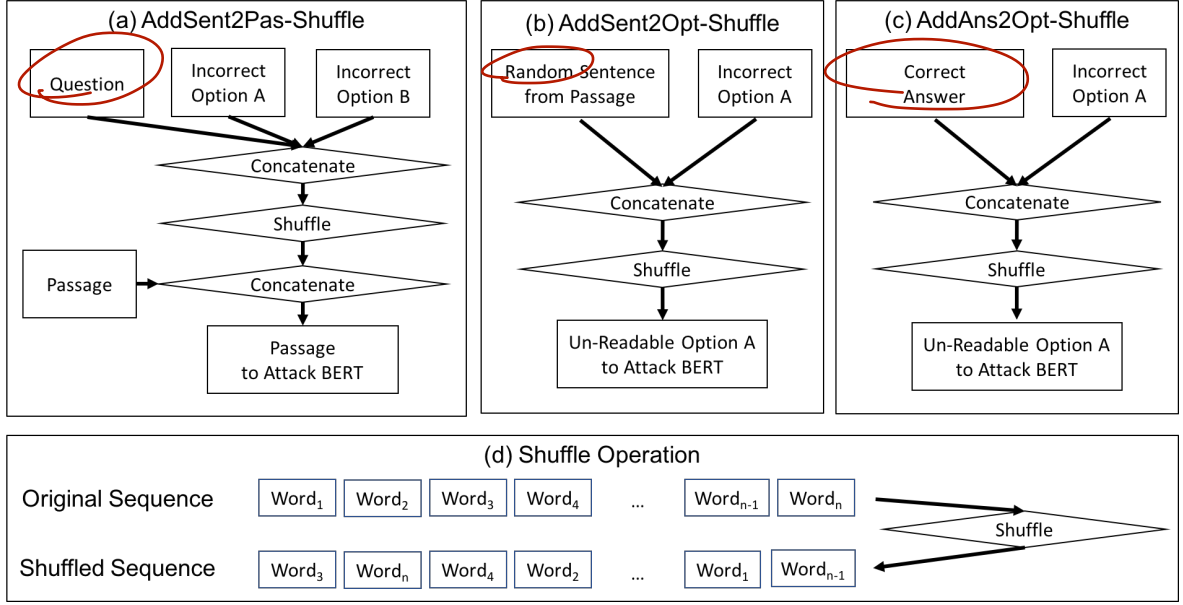 (a) AddSent2Pas-Shuffle
Question
Incorrect
Option A
Incorrect
Option B
Concatenate
Shuffle
Passage
Concatenate
Passage
to Attack BERT
(b) AddSent2Opt-Shuffle
Random Sentence
from Passage
Incorrect
Option A
Concatenate
Shuffle
Un-Readable Option A
to Attack BERT
(c) AddAns2Opt-Shuffle
Correct
Answer
Incorrect
Option A
Concatenate
Shuffle
Un-Readable Option A
to Attack BERT
(d) Shuffle Operation
Original Sequence Word₁ Word₂ Word₃ Word₄ ... Wordₙ₋₁ Wordₙ
Shuffle
Shuffled Sequence Word₃ Wordₙ Word₄ Word₂ ... Word₁ Wordₙ₋₁